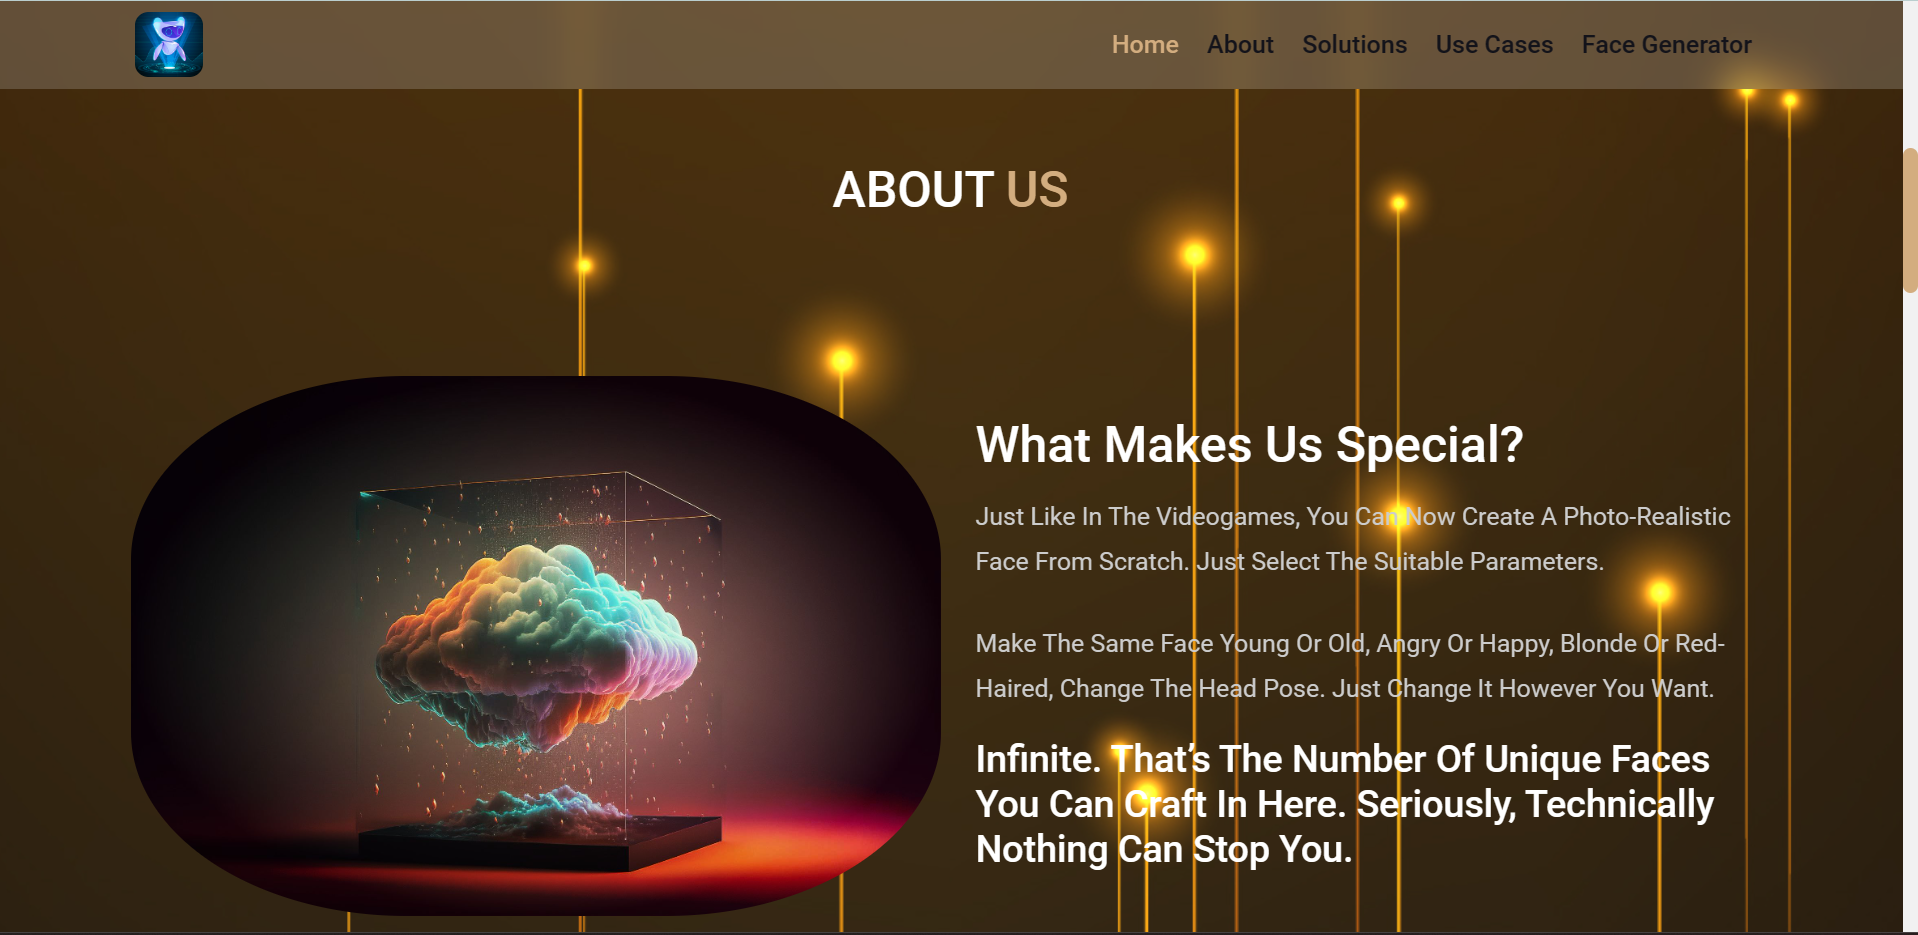 Home About Solutions Use Cases Face Generator
ABOUT US
What Makes Us Special?
Just Like In The Videogames, You Can Now Create A Photo-Realistic
Face From Scratch. Just Select The Suitable Parameters.
Make The Same Face Young Or Old, Angry Or Happy, Blonde Or Red-
Haired, Change The Head Pose. Just Change It However You Want.
Infinite. That’s The Number Of Unique Faces
You Can Craft In Here. Seriously, Technically
Nothing Can Stop You.